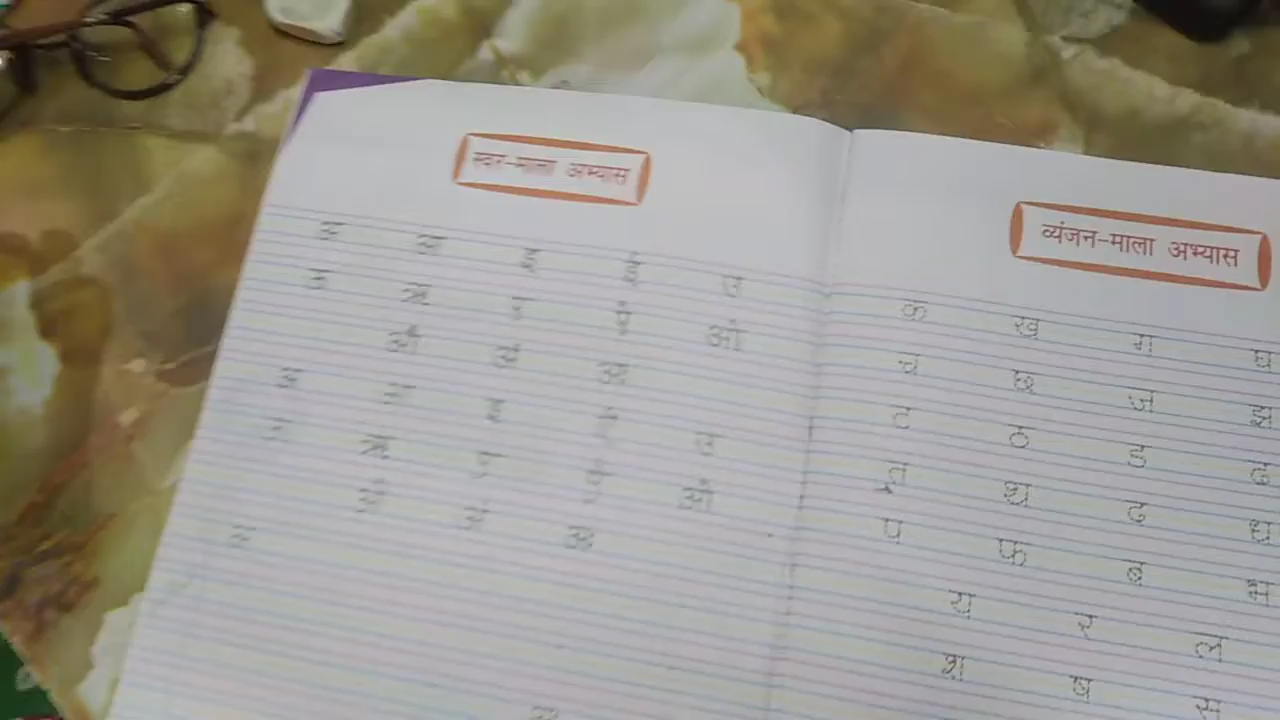 स्वर-माला अभ्यास
अ आ इ ई उ
ऊ ऋ ए ऐ ओ
औ अं अः
अ आ इ ई उ
ऊ ऋ ए ऐ ओ
औ अं अः
व्यंजन-माला अभ्यास
क ख ग घ
च छ ज झ
ट ठ ड ढ
त थ द ध
प फ ब भ
य र ल
श ष स